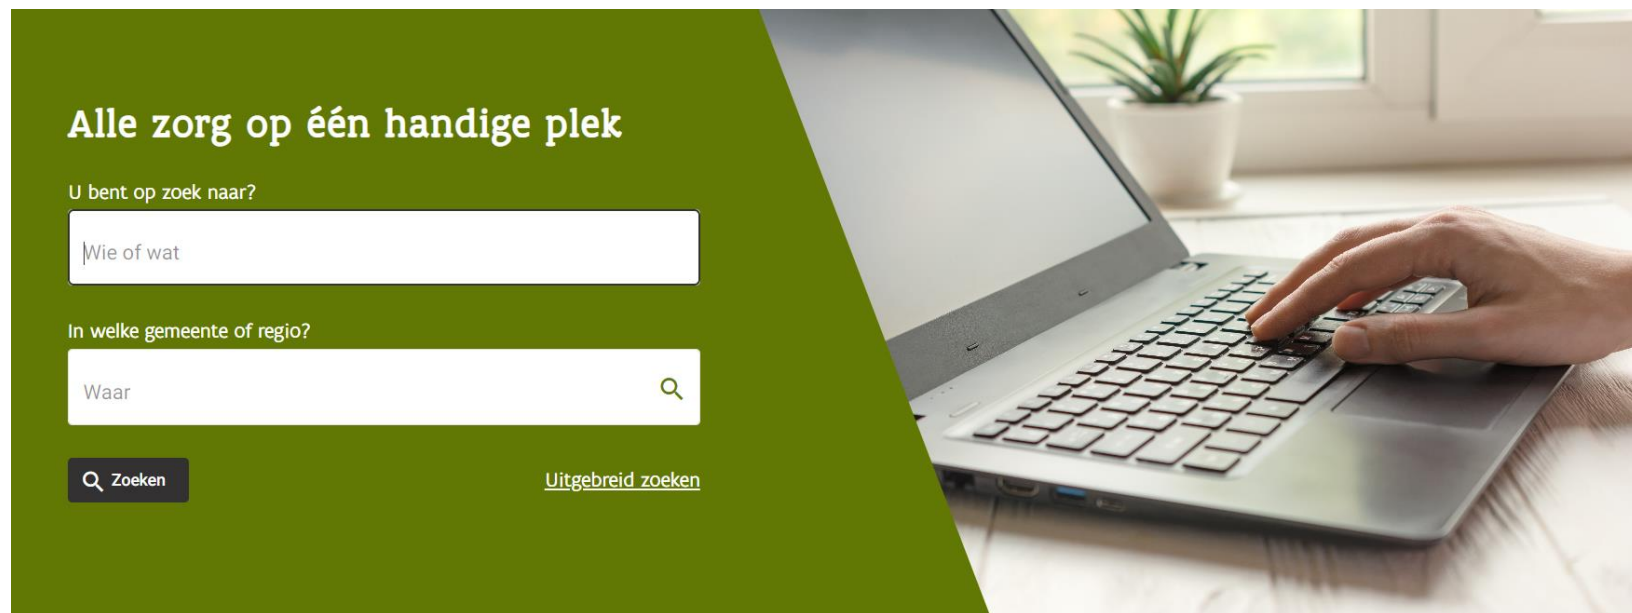 Alle zorg op één handige plek
U bent op zoek naar?
Wie of wat
In welke gemeente of regio?
Waar
Zoeken
Uitgebreid zoeken